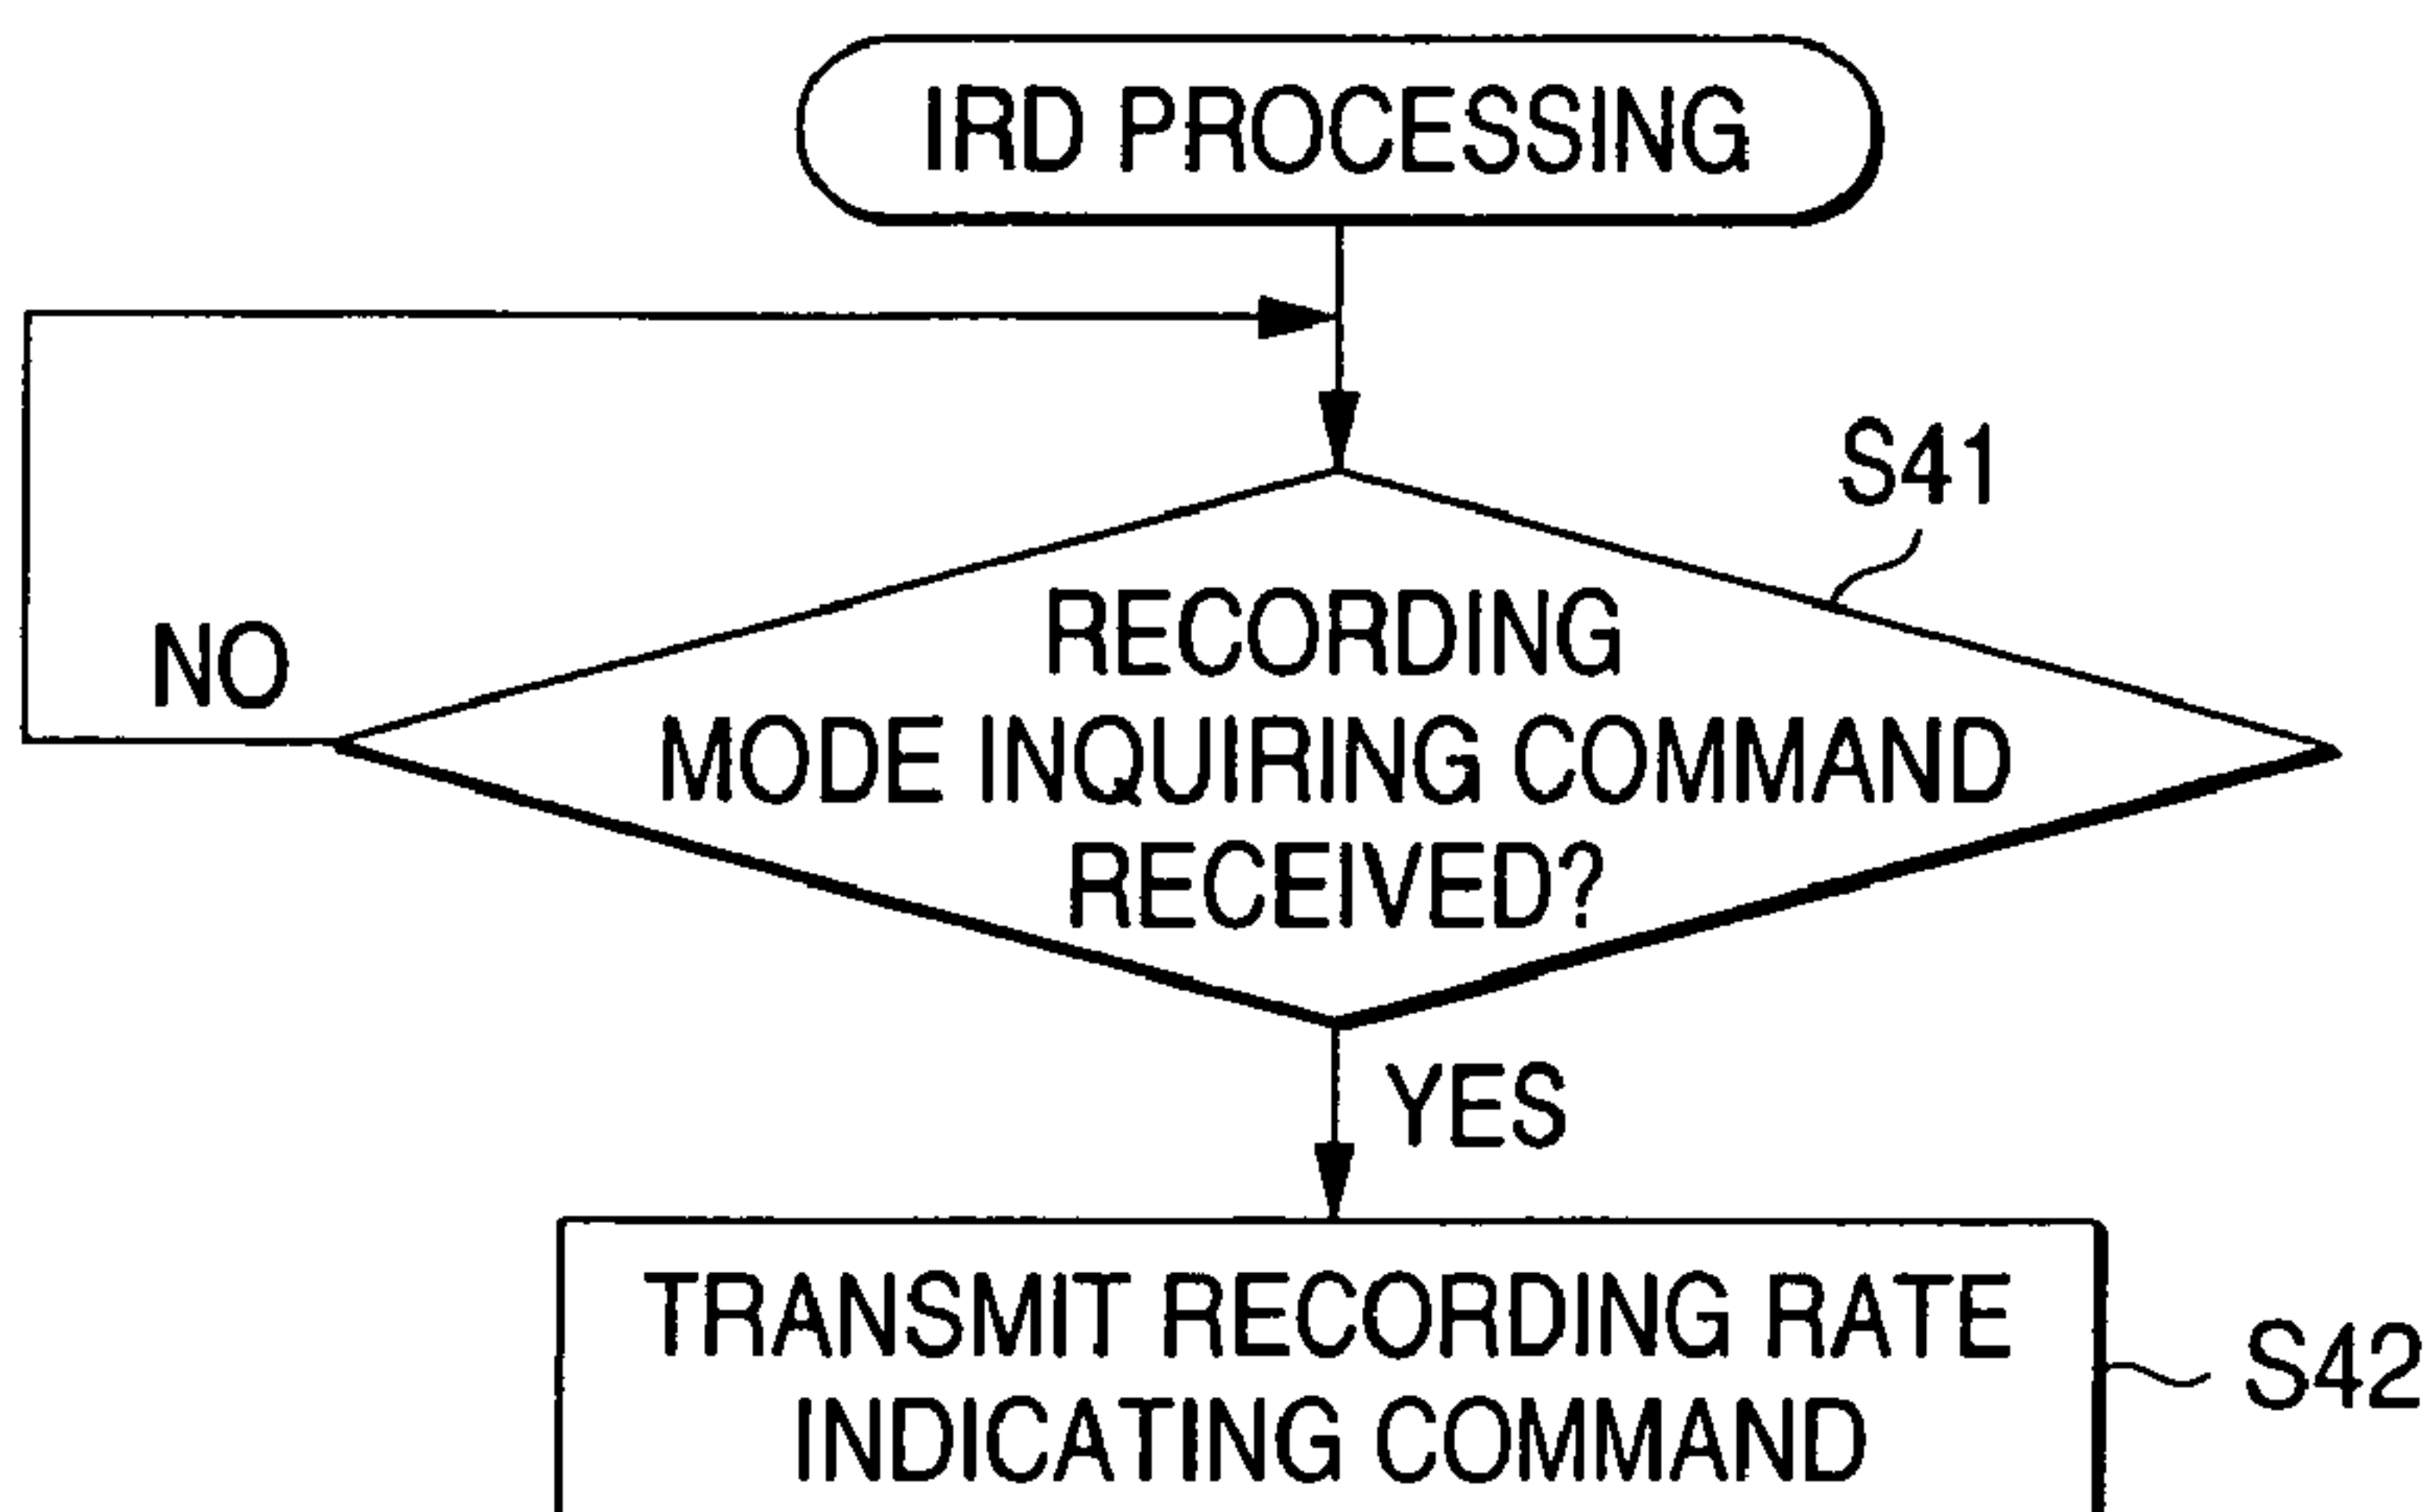 IRD PROCESSING
S41
RECORDING
MODE INQUIRING COMMAND
RECEIVED?
NO
YES
TRANSMIT RECORDING RATE
INDICATING COMMAND
S42